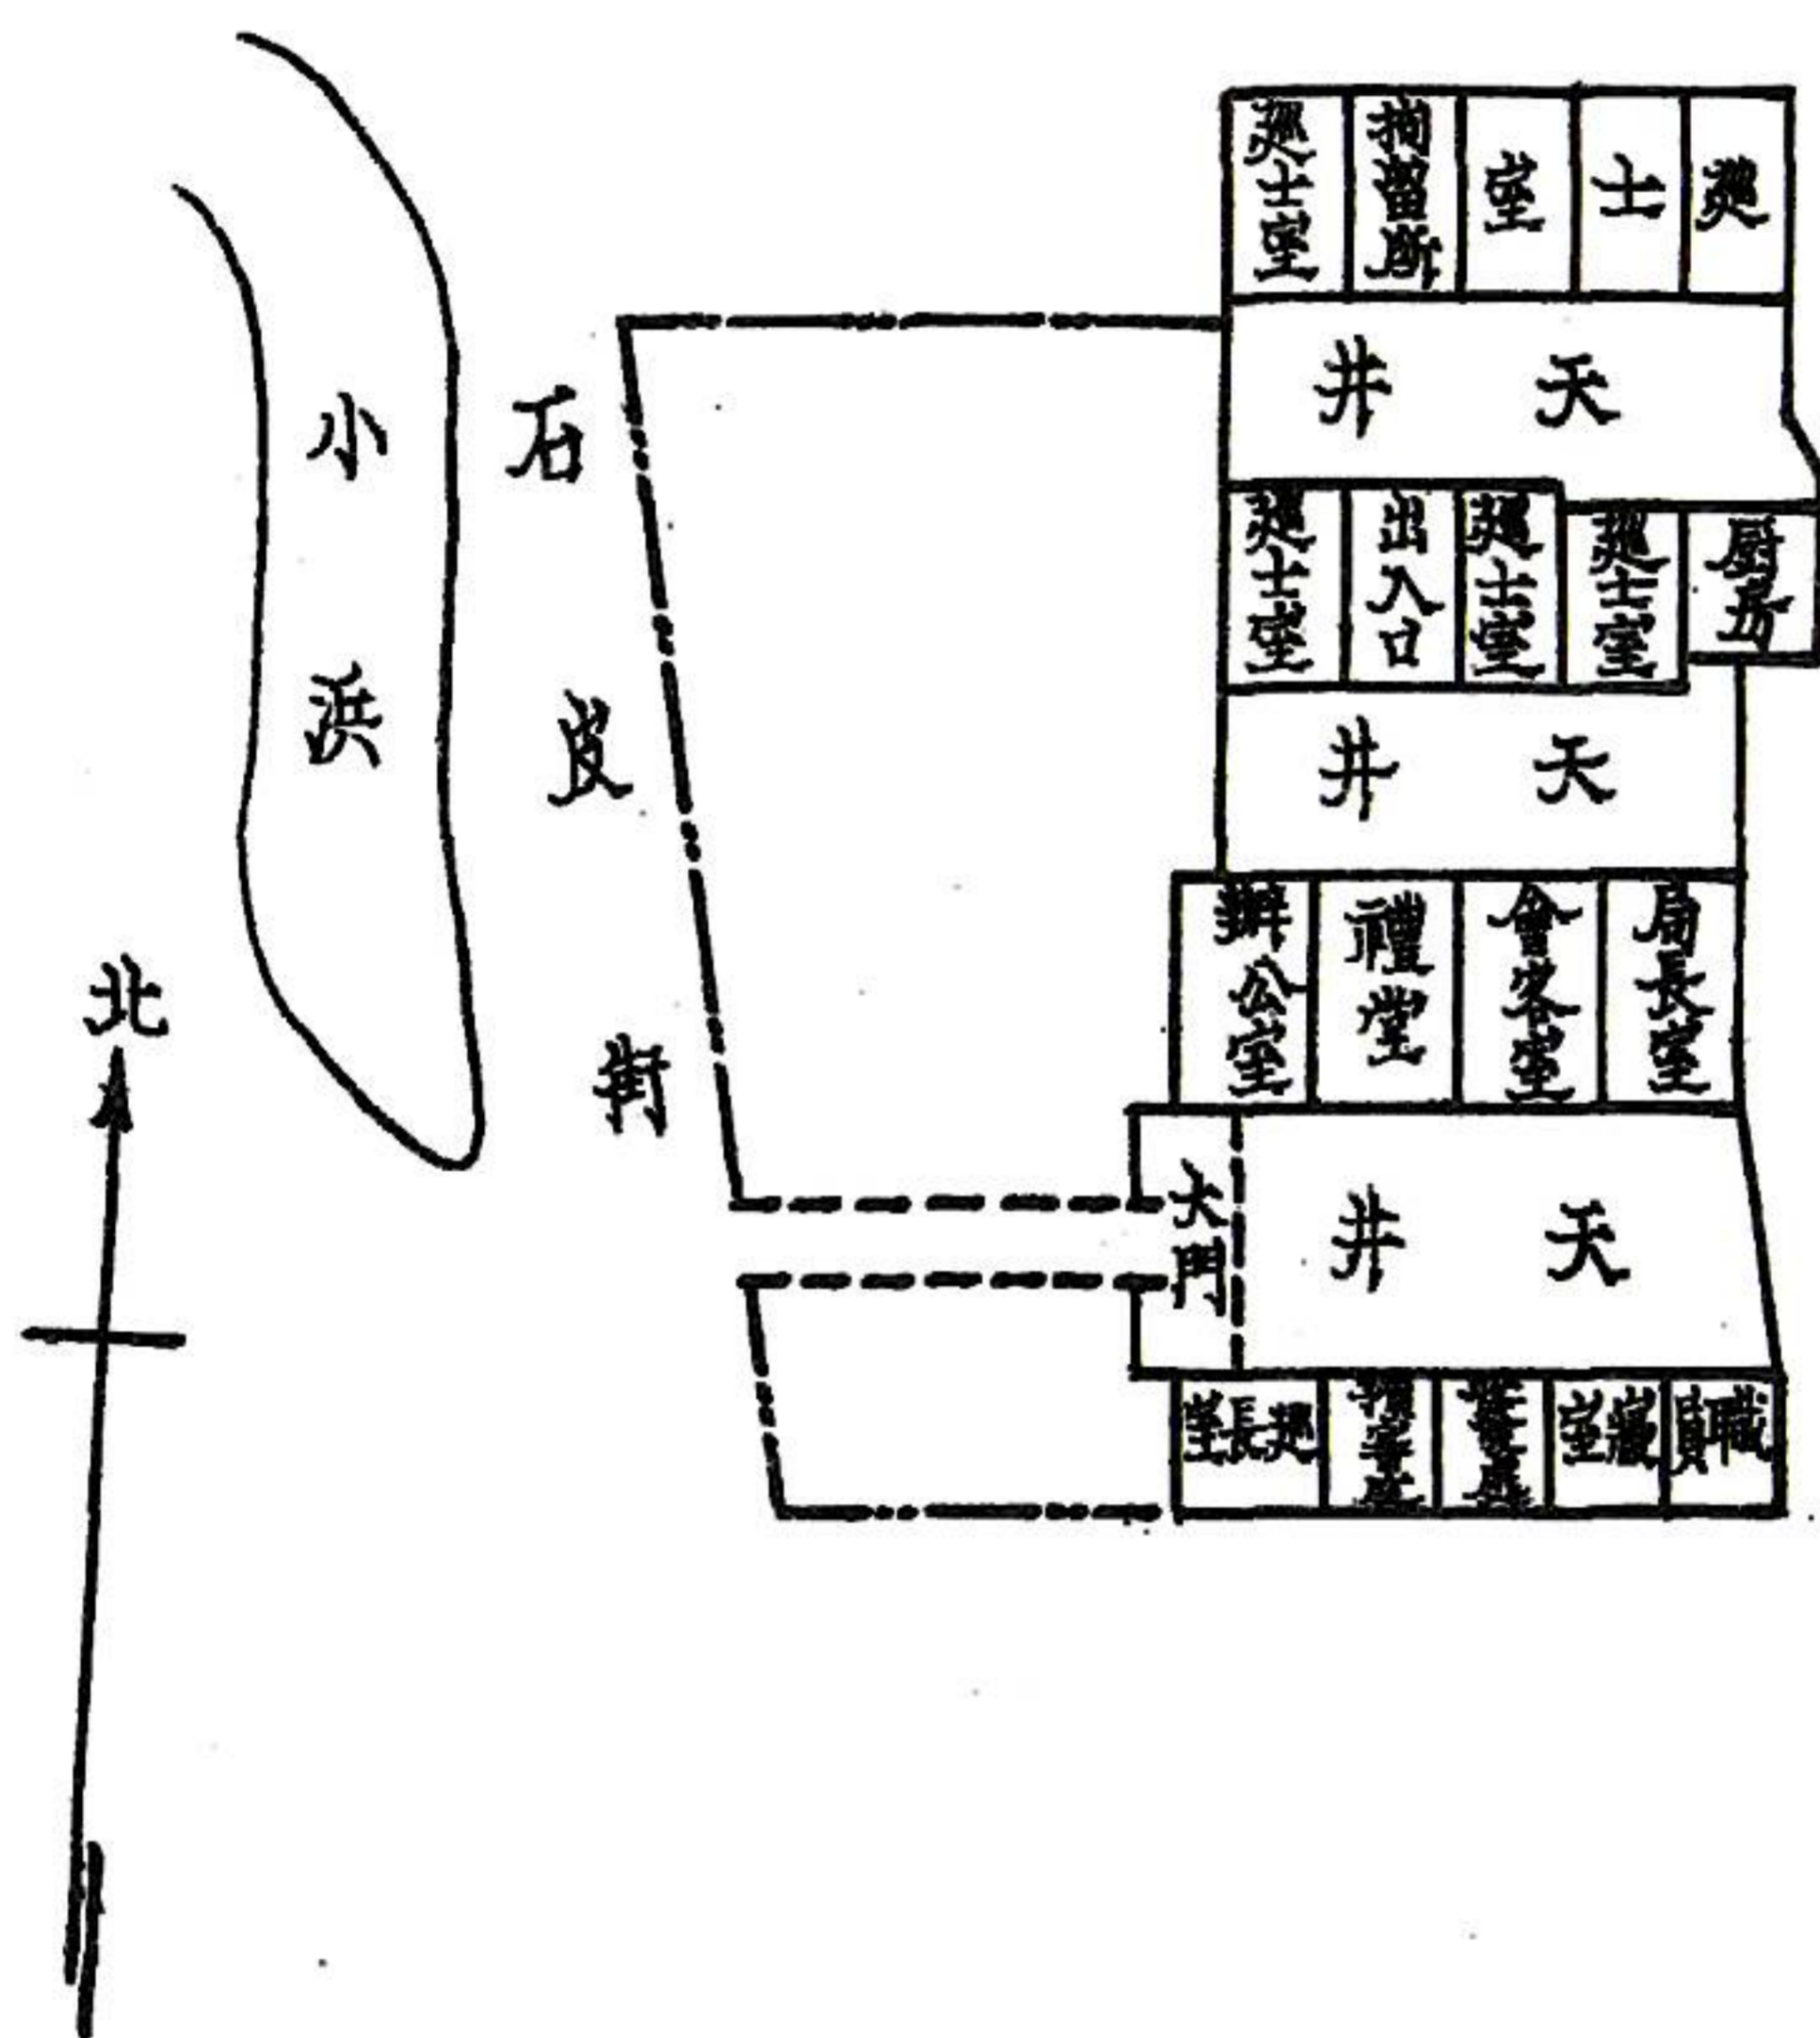 巡士室
拘留所
巡士室
天井
巡士室
出入口
巡士室
巡士室
厨房
天井
辦公室
禮堂
會客室
局長室
大門
天井
巡長室
職員
室
小浜
石皮街
北